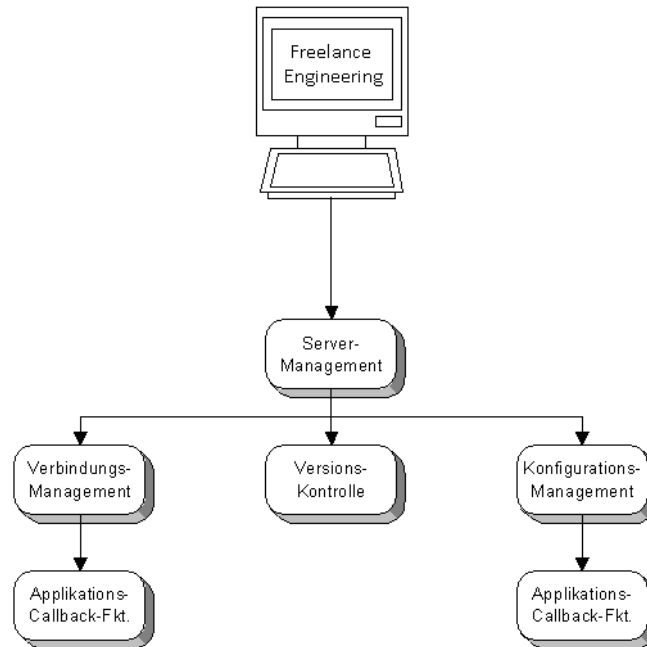 Freelance
Engineering
Server-
Management
Verbindungs-
Management
Versions-
Kontrolle
Konfigurations-
Management
Applikations-
Callback-Fkt.
Applikations-
Callback-Fkt.